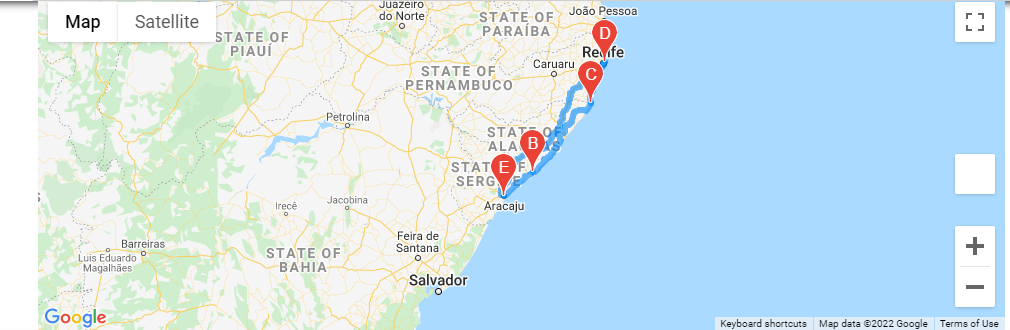 Map
Satellite
Juazeiro
do Norte
João Pessoa
STATE OF
PARAÍBA
STATE OF
PIAUÍ
D
Recife
Caruaru
C
STATE OF
PERNAMBUCO
Petrolina
STATE OF
ALAGOAS
B
STATE OF
SERGIPE
E
Aracaju
Irecê
Jacobina
Feira de
Santana
Barreiras
Luis Eduardo
Magalhães
STATE OF
BAHIA
Salvador
Google
Keyboard shortcuts
Map data ©2022 Google
Terms of Use